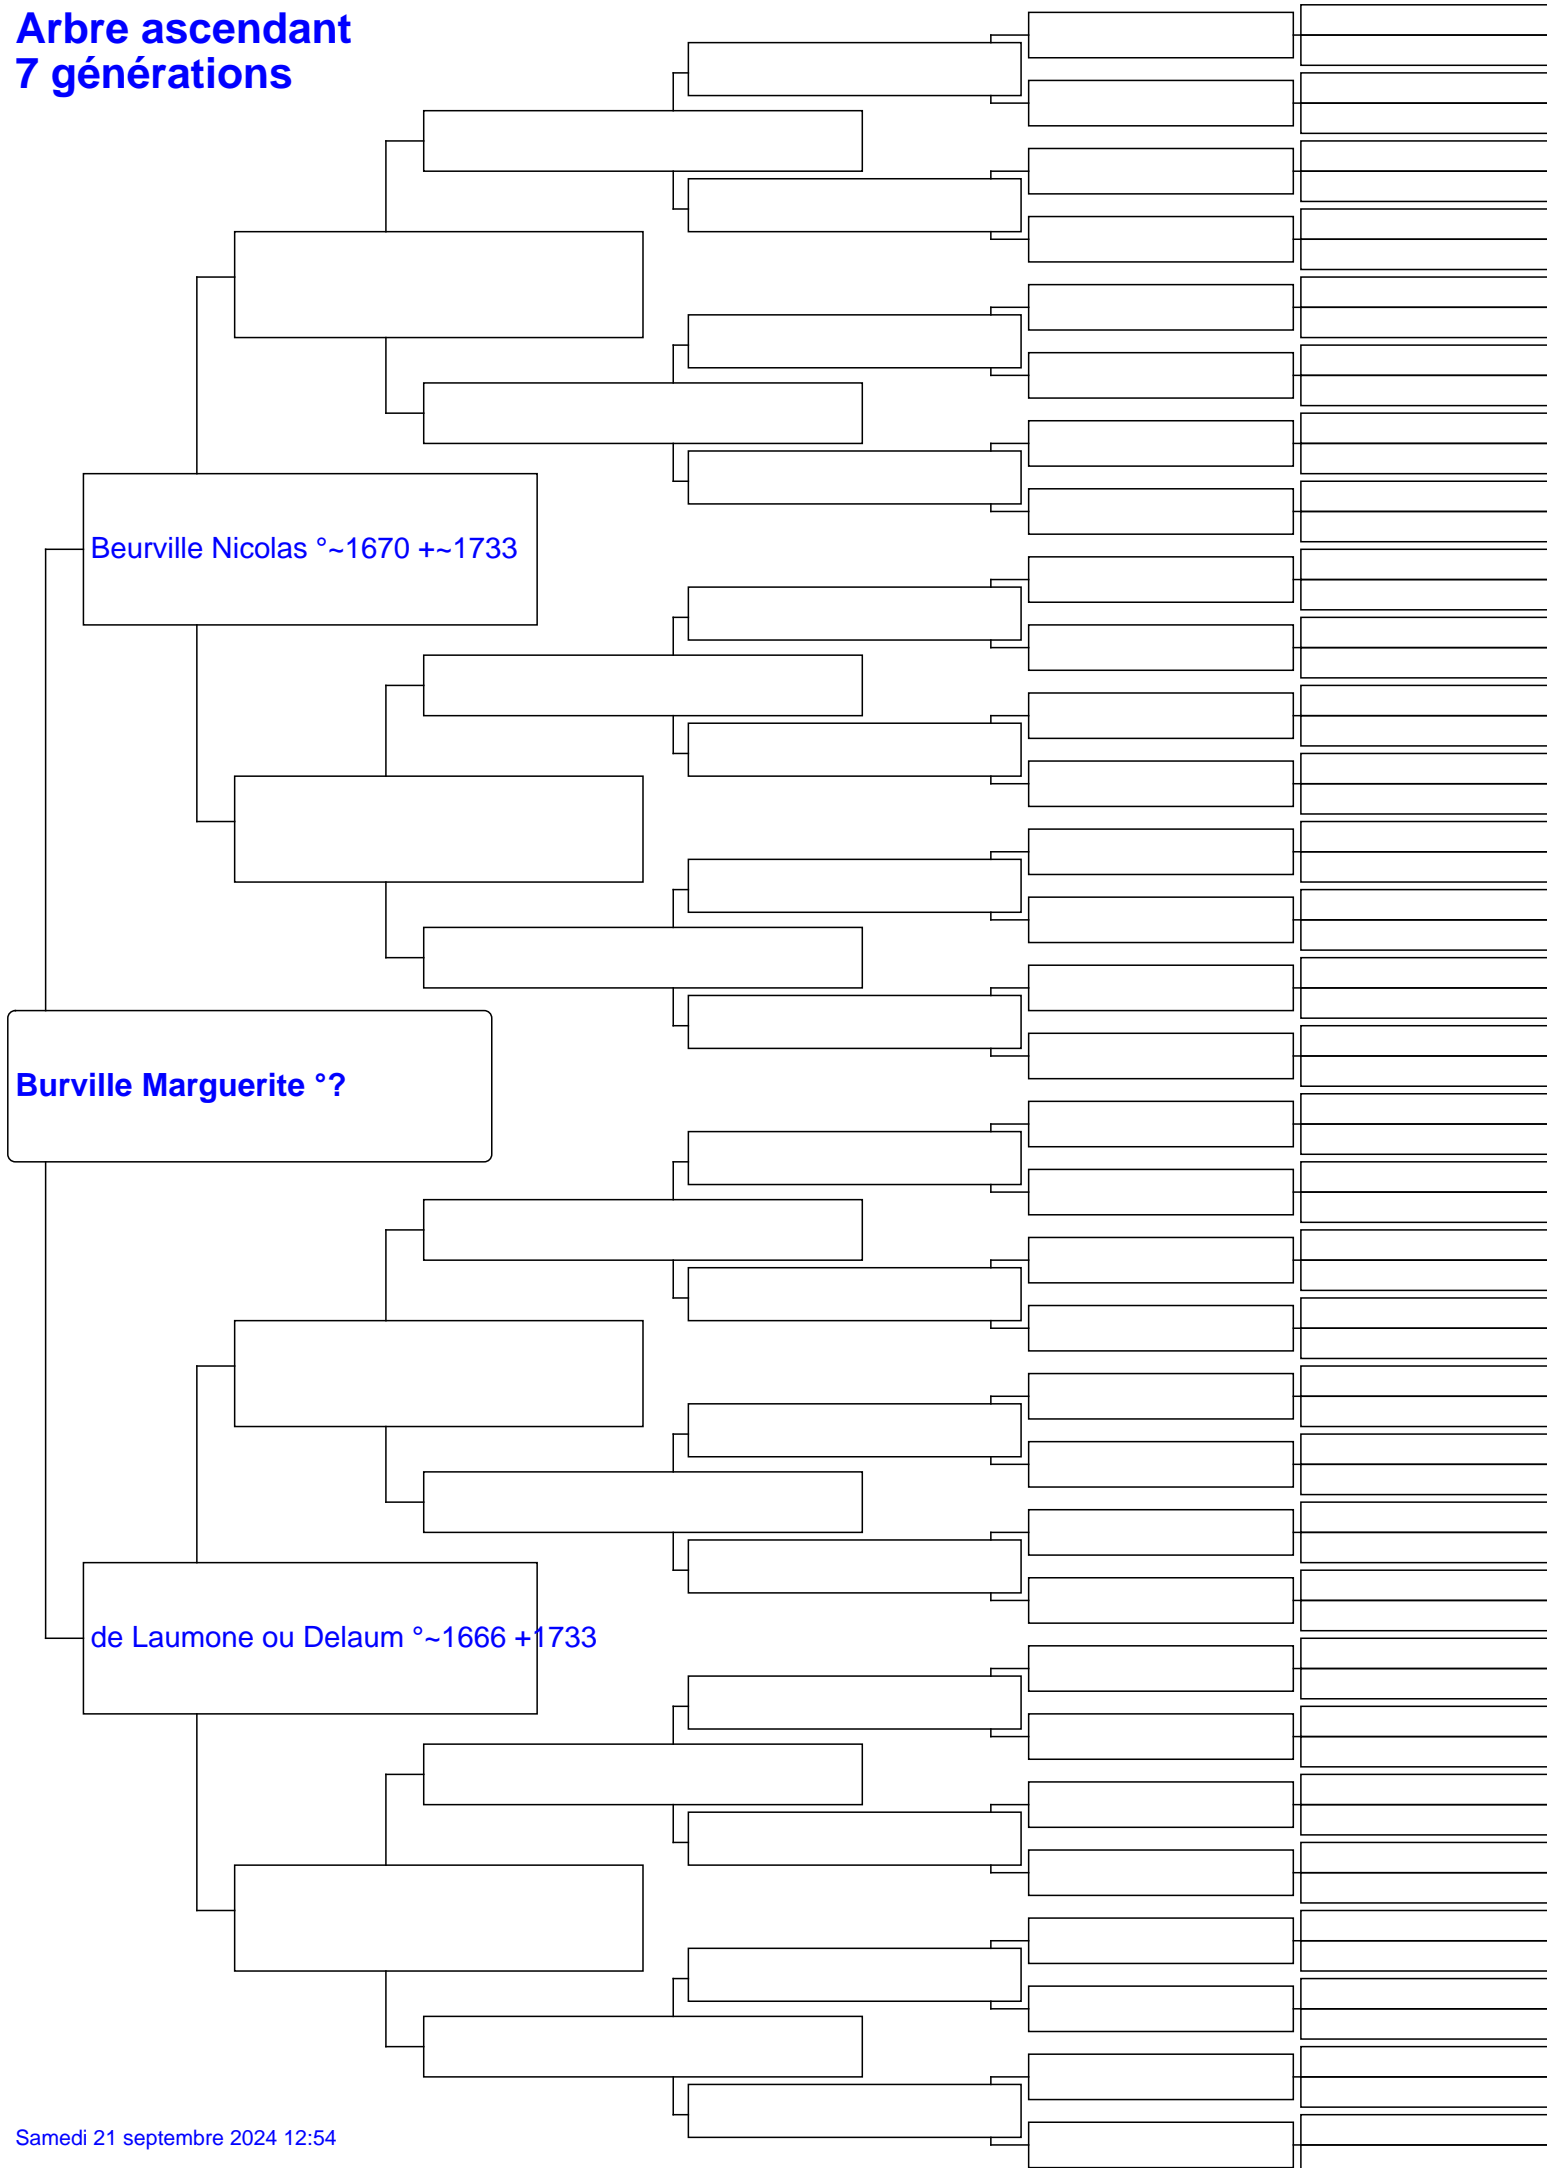 Arbre ascendant
7 générations
Beurville Nicolas °~1670 +~1733
Burville Marguerite °?
de Laumone ou Delaum °~1666 +1733
Samedi 21 septembre 2024 12:54